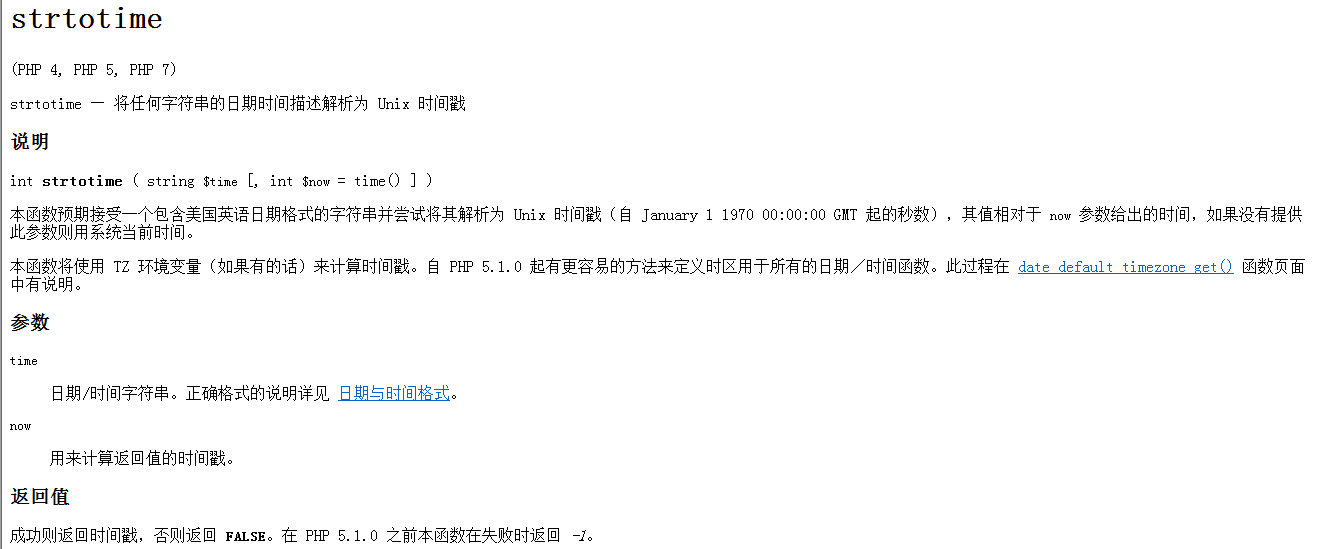 strtotime
(PHP 4, PHP 5, PHP 7)
strtotime — 将任何字符串的日期时间描述解析为 Unix 时间戳
说明
int strtotime ( string $time [, int $now = time() ] )
本函数预期接受一个包含美国英语日期格式的字符串并尝试将其解析为 Unix 时间戳（自 January 1 1970 00:00:00 GMT 起的秒数），其值相对于 now 参数给出的时间，如果没有提供
此参数则用系统当前时间。
本函数将使用 TZ 环境变量（如果有的话）来计算时间戳。自 PHP 5.1.0 起有更容易的方法来定义时区用于所有的日期／时间函数。此过程在 date_default_timezone_get() 函数页面
中有说明。
参数
time
日期/时间字符串。正确格式的说明详见 日期与时间格式。
now
用来计算返回值的时间戳。
返回值
成功则返回时间戳，否则返回 FALSE。在 PHP 5.1.0 之前本函数在失败时返回 -1。